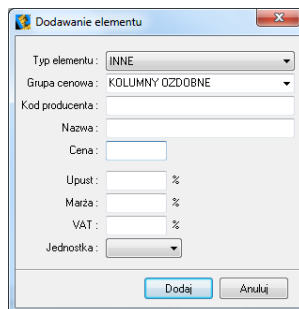 Dodawanie elementu
Typ elementu : INNE
Grupa cenowa : KOLUMNY OZDOBNE
Kod producenta :
Nazwa :
Cena :
Upust : %
Marża : %
VAT : %
Jednostka :
Dodaj Anuluj